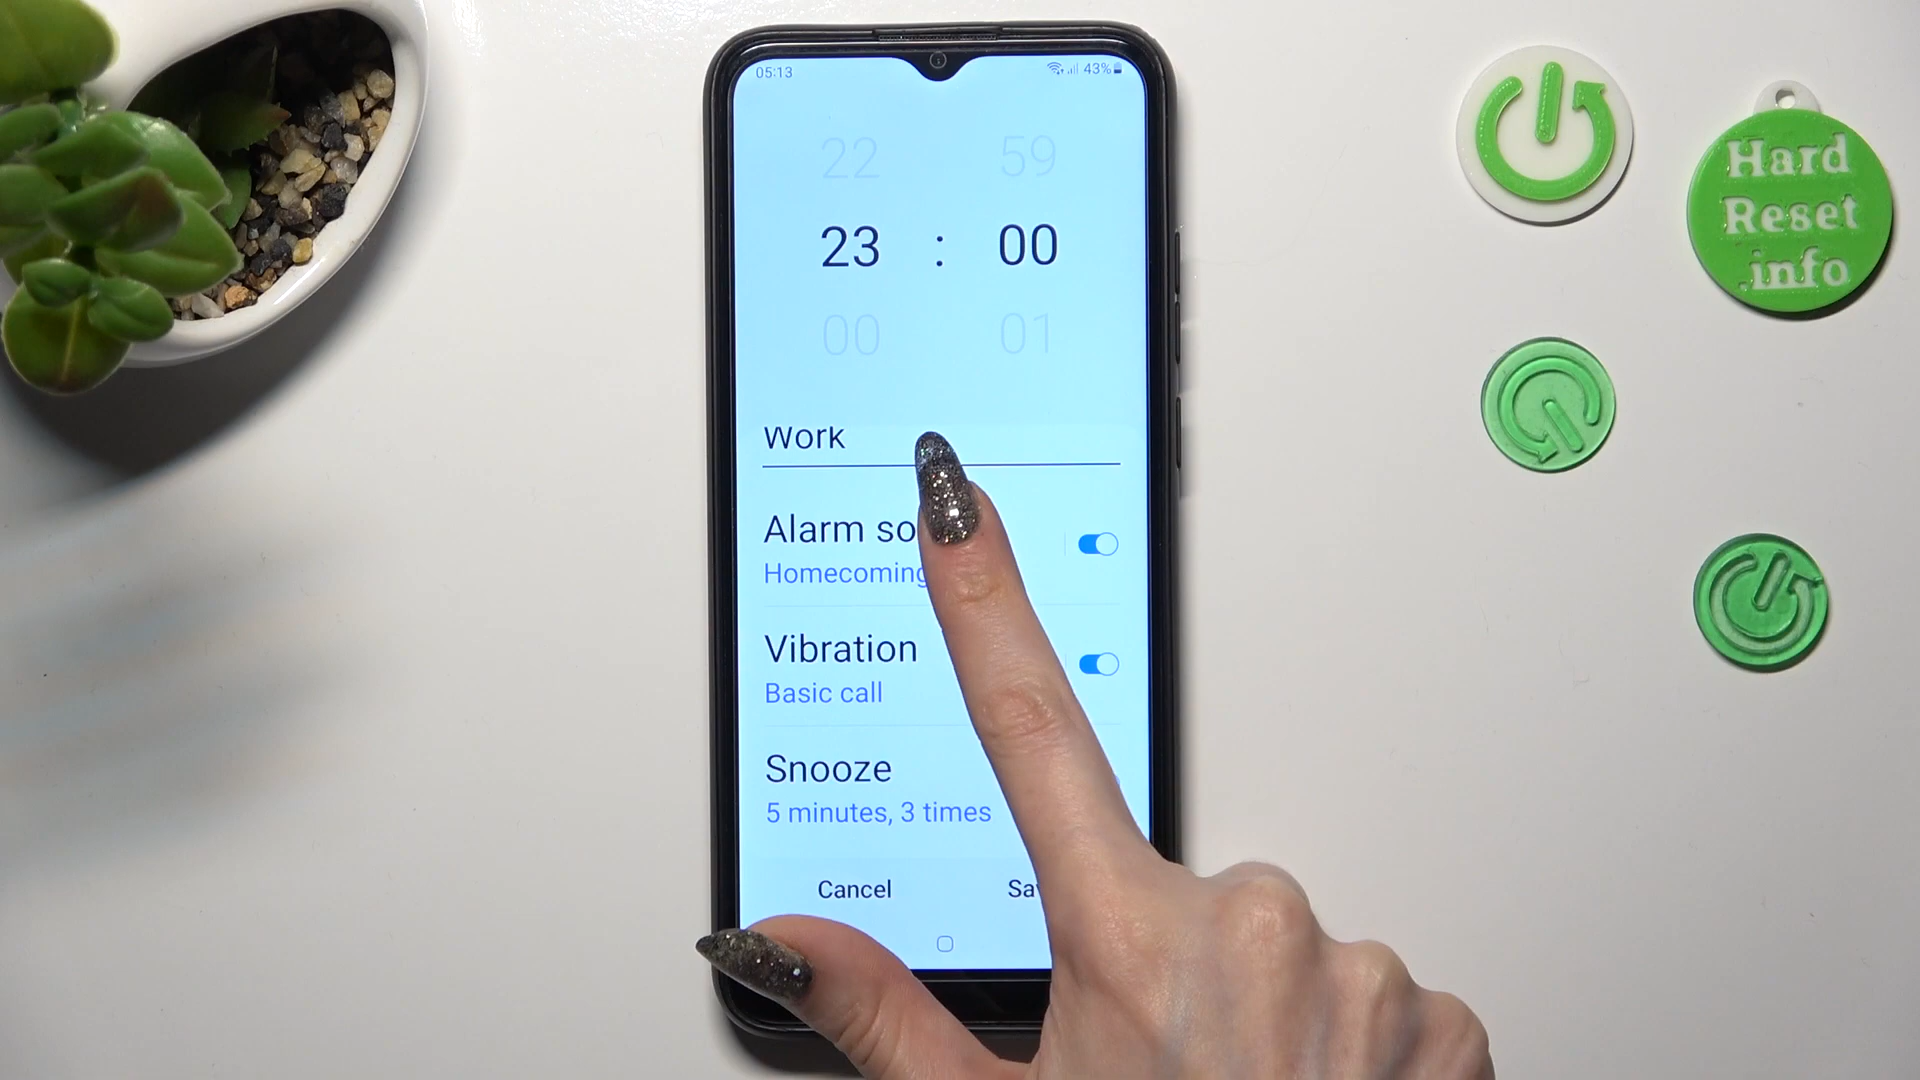 05:13
43%
22 59
23 : 00
00 01
Work
Alarm so
Homecoming
Vibration
Basic call
Snooze
5 minutes, 3 times
Cancel Sav
Hard
Reset
.info